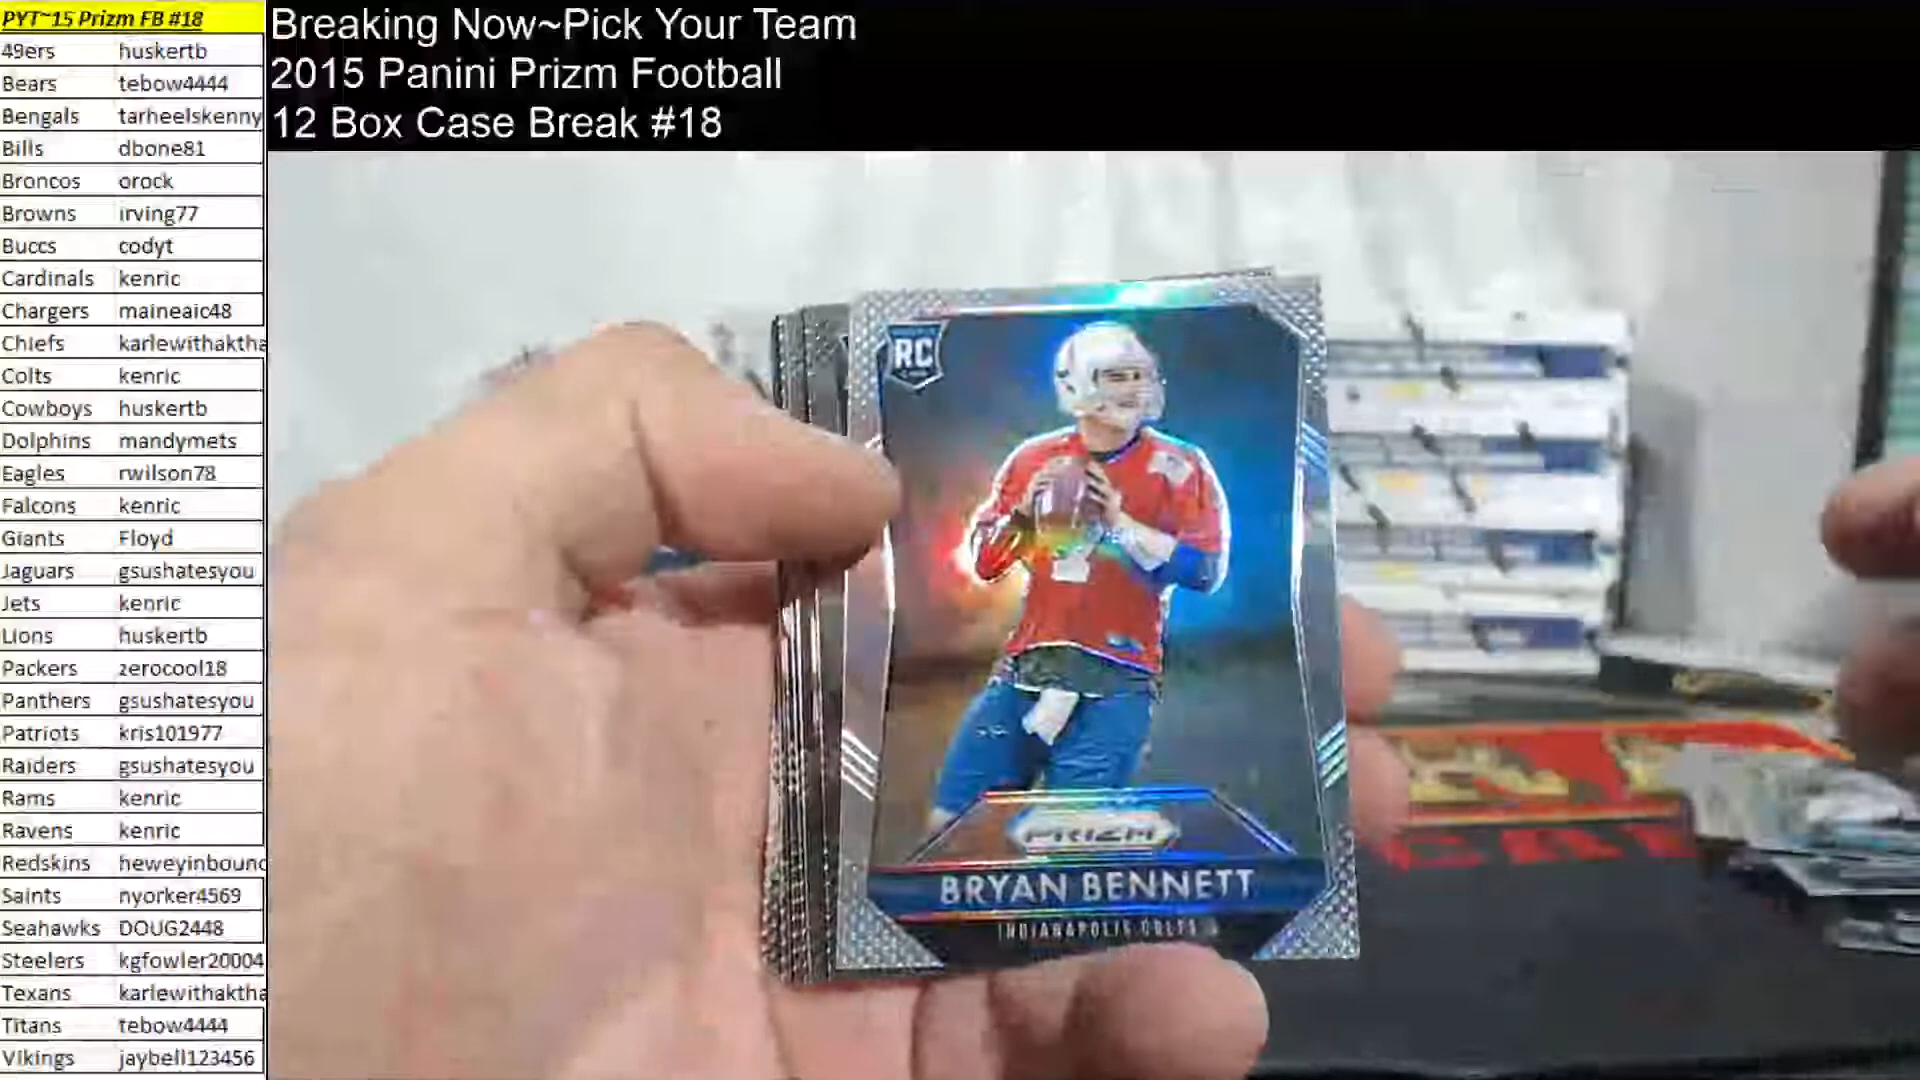 PYT~15 Prizm FB #18
49ers huskertb
Bears tebow4444
Bengals tarheelskenny
Bills dbone81
Broncos orock
Browns irving77
Buccs codyt
Cardinals kenric
Chargers maineaic48
Chiefs karlewithaktha
Colts kenric
Cowboys huskertb
Dolphins mandymets
Eagles rwilson78
Falcons kenric
Giants Floyd
Jaguars gsushatesyou
Jets kenric
Lions huskertb
Packers zerocool18
Panthers gsushatesyou
Patriots kris101977
Raiders gsushatesyou
Rams kenric
Ravens kenric
Redskins heweyinbound
Saints nyorker4569
Seahawks DOUG2448
Steelers kgfowler20004
Texans karlewithaktha
Titans tebow4444
Vikings jaybell123456
Breaking Now~Pick Your Team
2015 Panini Prizm Football
12 Box Case Break #18
RC
PRIZM
BRYAN BENNETT
INDIANAPOLIS COLTS